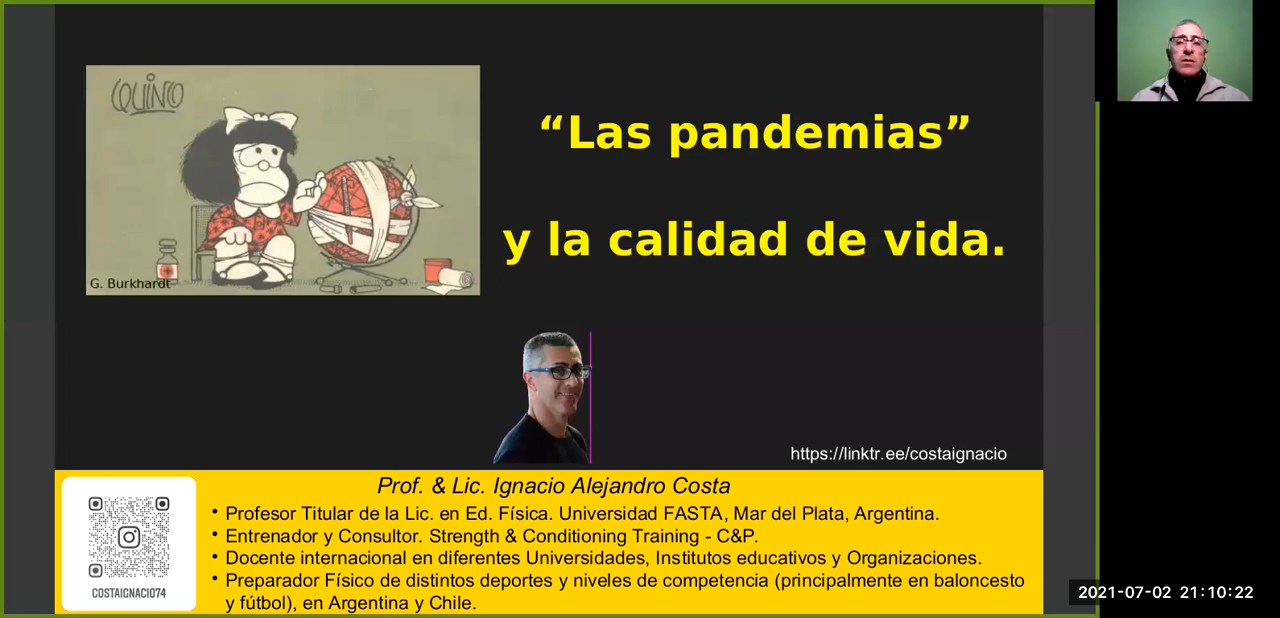 QUINO
G. Burkhardt
“Las pandemias”
y la calidad de vida.
https://linktr.ee/costaignacio
Prof. & Lic. Ignacio Alejandro Costa
• Profesor Titular de la Lic. en Ed. Física. Universidad FASTA, Mar del Plata, Argentina.
• Entrenador y Consultor. Strength & Conditioning Training - C&P.
• Docente internacional en diferentes Universidades, Institutos educativos y Organizaciones.
• Preparador Físico de distintos deportes y niveles de competencia (principalmente en baloncesto
y fútbol), en Argentina y Chile.
COSTAIGNACIO74
2021-07-02 21:10:22